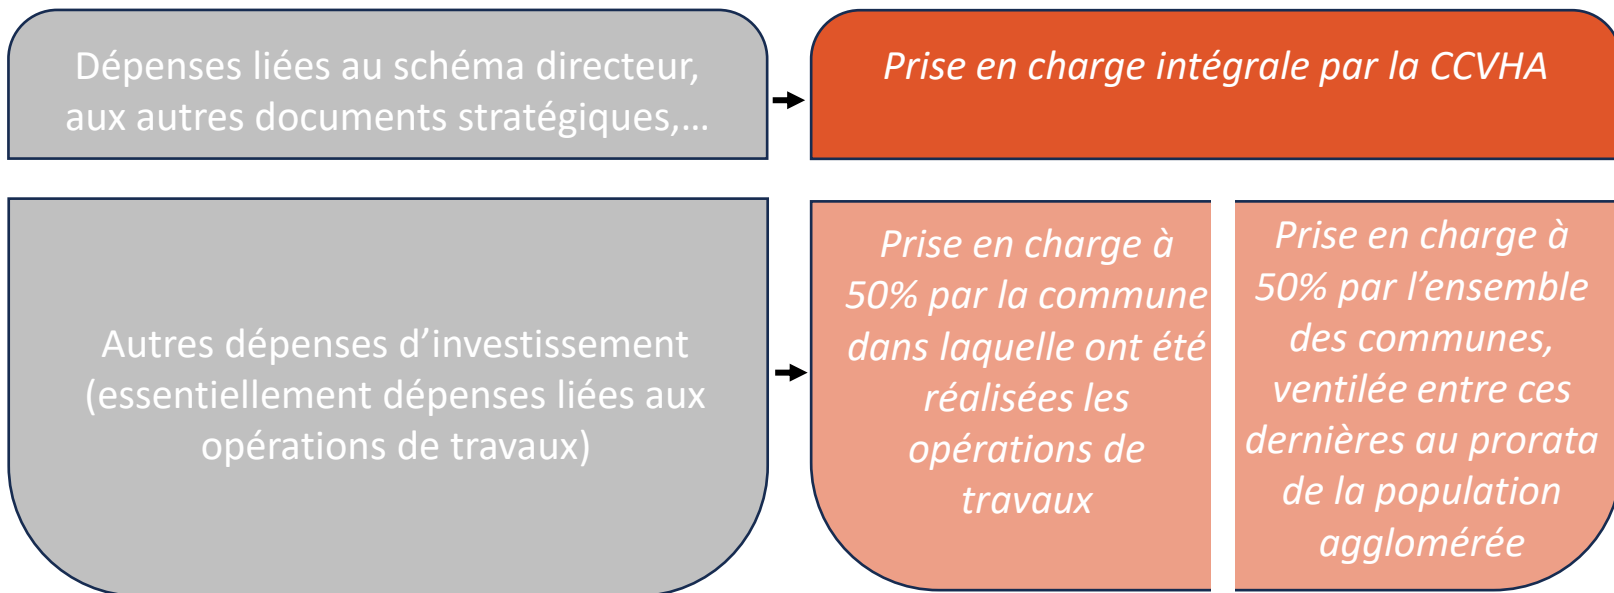 Dépenses liées au schéma directeur,
aux autres documents stratégiques,...
Prise en charge intégrale par la CCVHA
Autres dépenses d’investissement
(essentiellement dépenses liées aux
opérations de travaux)
Prise en charge à
50% par la commune
dans laquelle ont été
réalisées les
opérations de
travaux
Prise en charge à
50% par l’ensemble
des communes,
ventilée entre ces
dernières au prorata
de la population
agglomérée